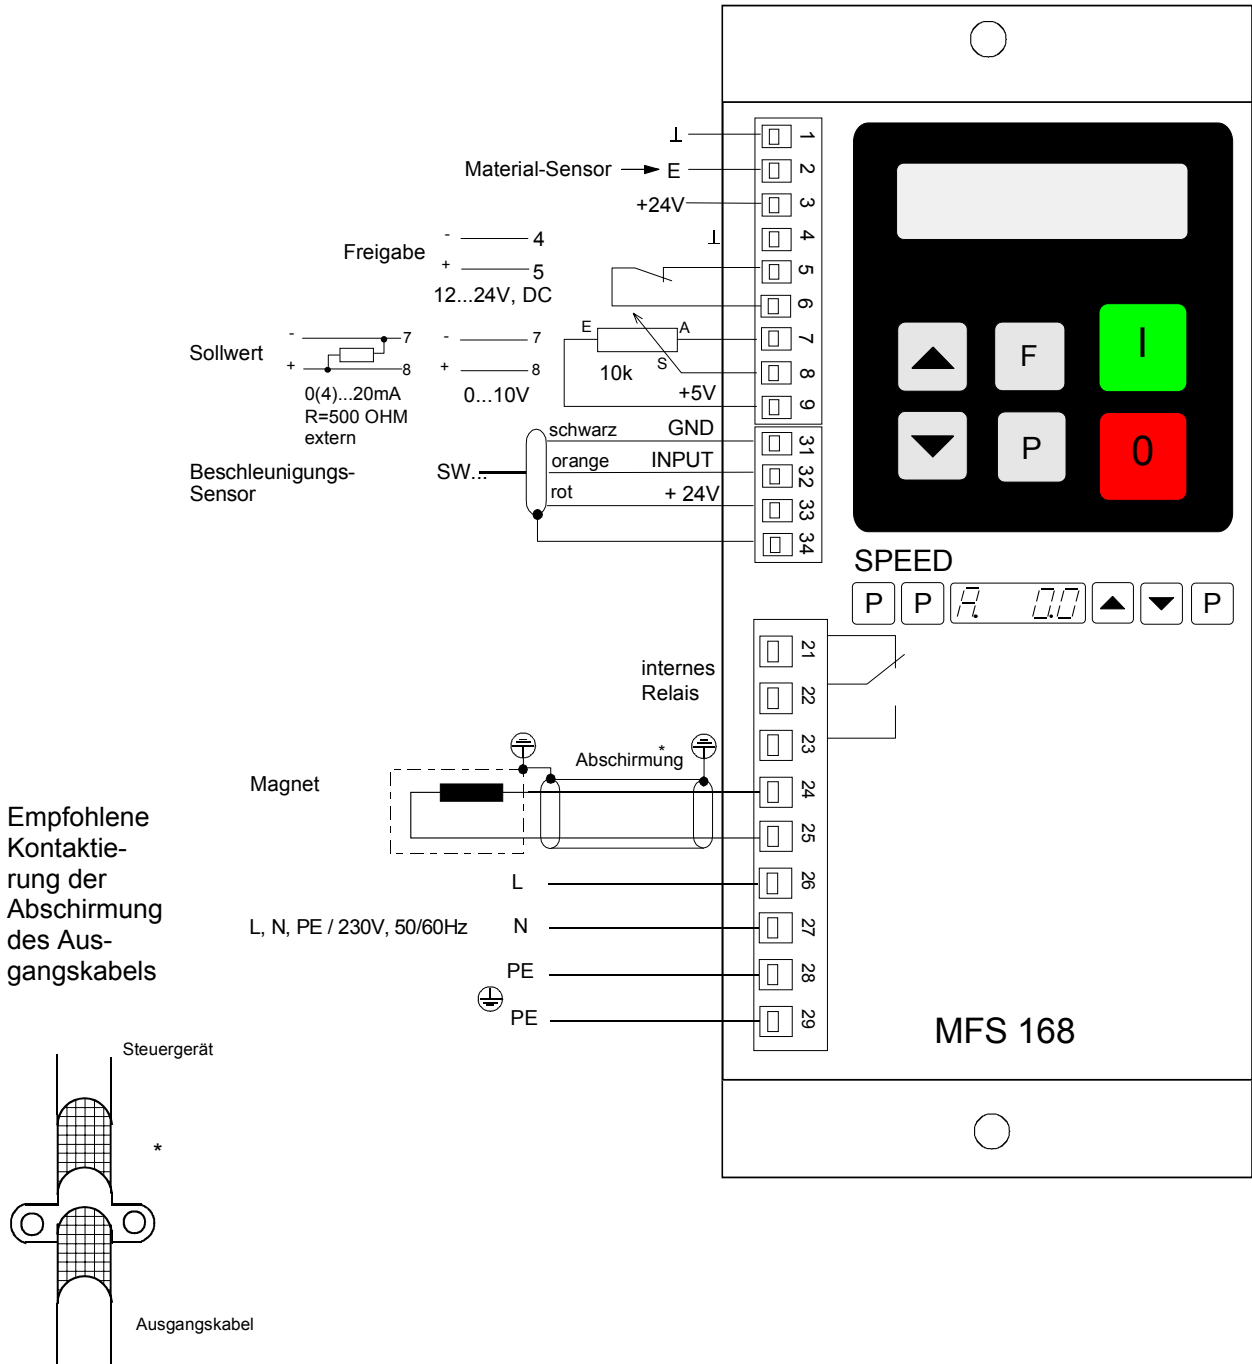 ⊥
1
Material-Sensor
E
2
+24V
3
⊥
4
Freigabe
-
4
+
5
12...24V, DC
5
6
Sollwert
-
7
+
8
0(4)...20mA
R=500 OHM
extern
-
7
+
8
0...10V
E
A
S
10k
+5V
7
8
9
Beschleunigungs-
Sensor
SW...
schwarz
GND
31
orange
INPUT
32
rot
+ 24V
33
34
F
I
P
0
SPEED
P
P
A. 0.0
P
internes
Relais
21
22
23
Magnet
Abschirmung
*
24
25
L
26
L, N, PE / 230V, 50/60Hz
N
27
PE
28
PE
29
MFS 168
Empfohlene
Kontaktie-
rung der
Abschirmung
des Aus-
gangskabels
Steuergerät
*
Ausgangskabel